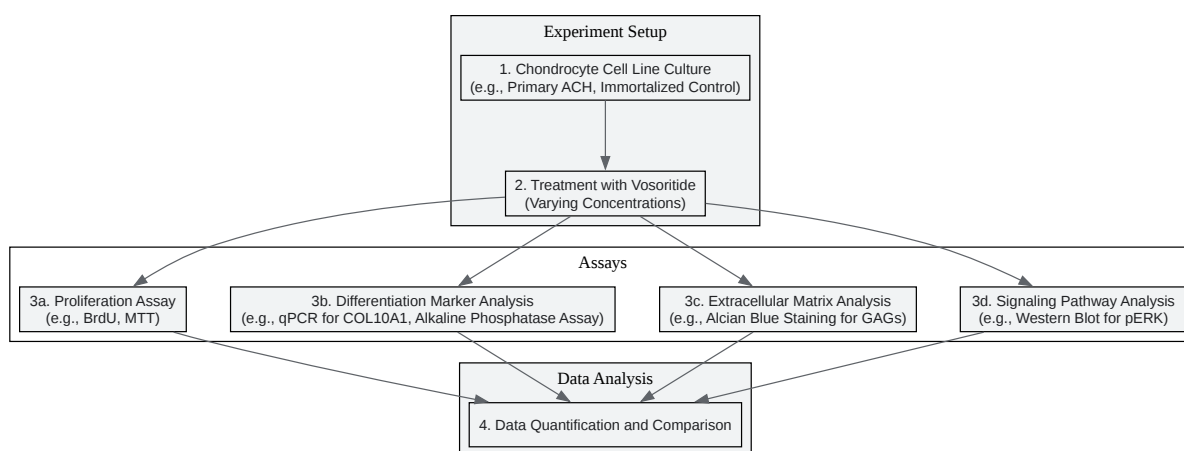 Experiment Setup
1. Chondrocyte Cell Line Culture
(e.g., Primary ACH, Immortalized Control)
2. Treatment with Vosoritide
(Varying Concentrations)
Assays
3a. Proliferation Assay
(e.g., BrdU, MTT)
3b. Differentiation Marker Analysis
(e.g., qPCR for COL10A1, Alkaline Phosphatase Assay)
3c. Extracellular Matrix Analysis
(e.g., Alcian Blue Staining for GAGs)
3d. Signaling Pathway Analysis
(e.g., Western Blot for pERK)
Data Analysis
4. Data Quantification and Comparison